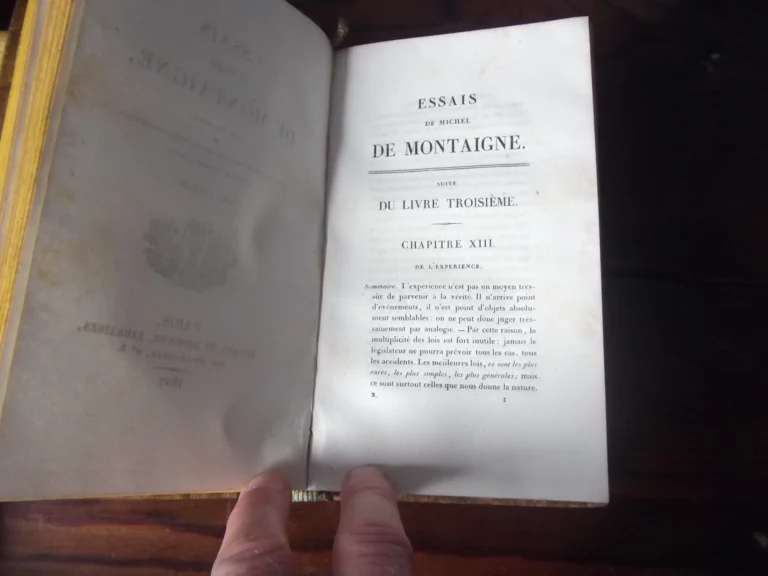 ESSAIS
DE MICHEL
DE MONTAIGNE.
SUITE
DU LIVRE TROISIÈME.
CHAPITRE XIII.
DE L'EXPERIENCE.
Sommaire. L'expérience n'est pas un moyen très-
sûr de parvenir à la vérité. Il n'arrive point
d'événements, il n'est point d'objets absolu-
ment semblables : on ne peut donc juger très-
sainement par analogie. — Par cette raison, la
multiplicité des lois est fort inutile : jamais le
législateur ne pourra prévoir tous les cas, tous
les accidents. Les meilleures lois, ce sont les plus
rares, les plus simples, les plus générales; mais
ce sont surtout celles que nous donne la nature.
X. 1